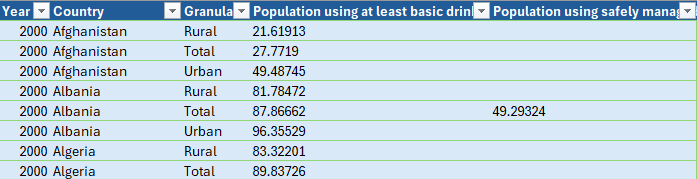 Year Country Granula Population using at least basic drin Population using safely manag
2000 Afghanistan Rural 21.61913
2000 Afghanistan Total 27.7719
2000 Afghanistan Urban 49.48745
2000 Albania Rural 81.78472
2000 Albania Total 87.86662 49.29324
2000 Albania Urban 96.35529
2000 Algeria Rural 83.32201
2000 Algeria Total 89.83726